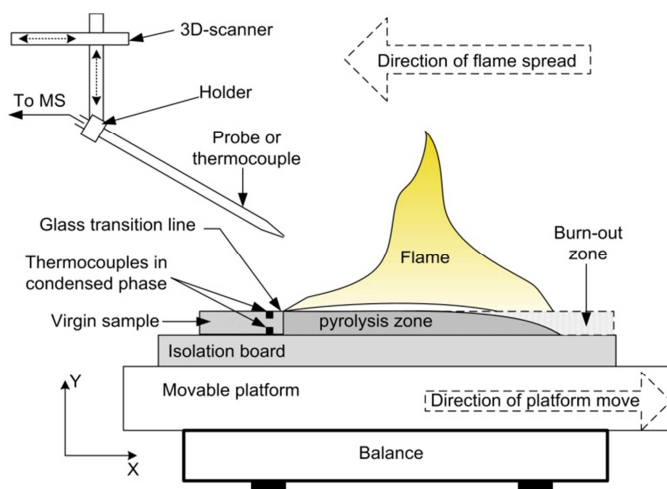 3D-scanner
Direction of flame spread
Holder
To MS
Probe or
thermocouple
Glass transition line
Burn-out
zone
Flame
Thermocouples in
condensed phase
Virgin sample
pyrolysis zone
Isolation board
Y
Movable platform
Direction of platform move
X
Balance